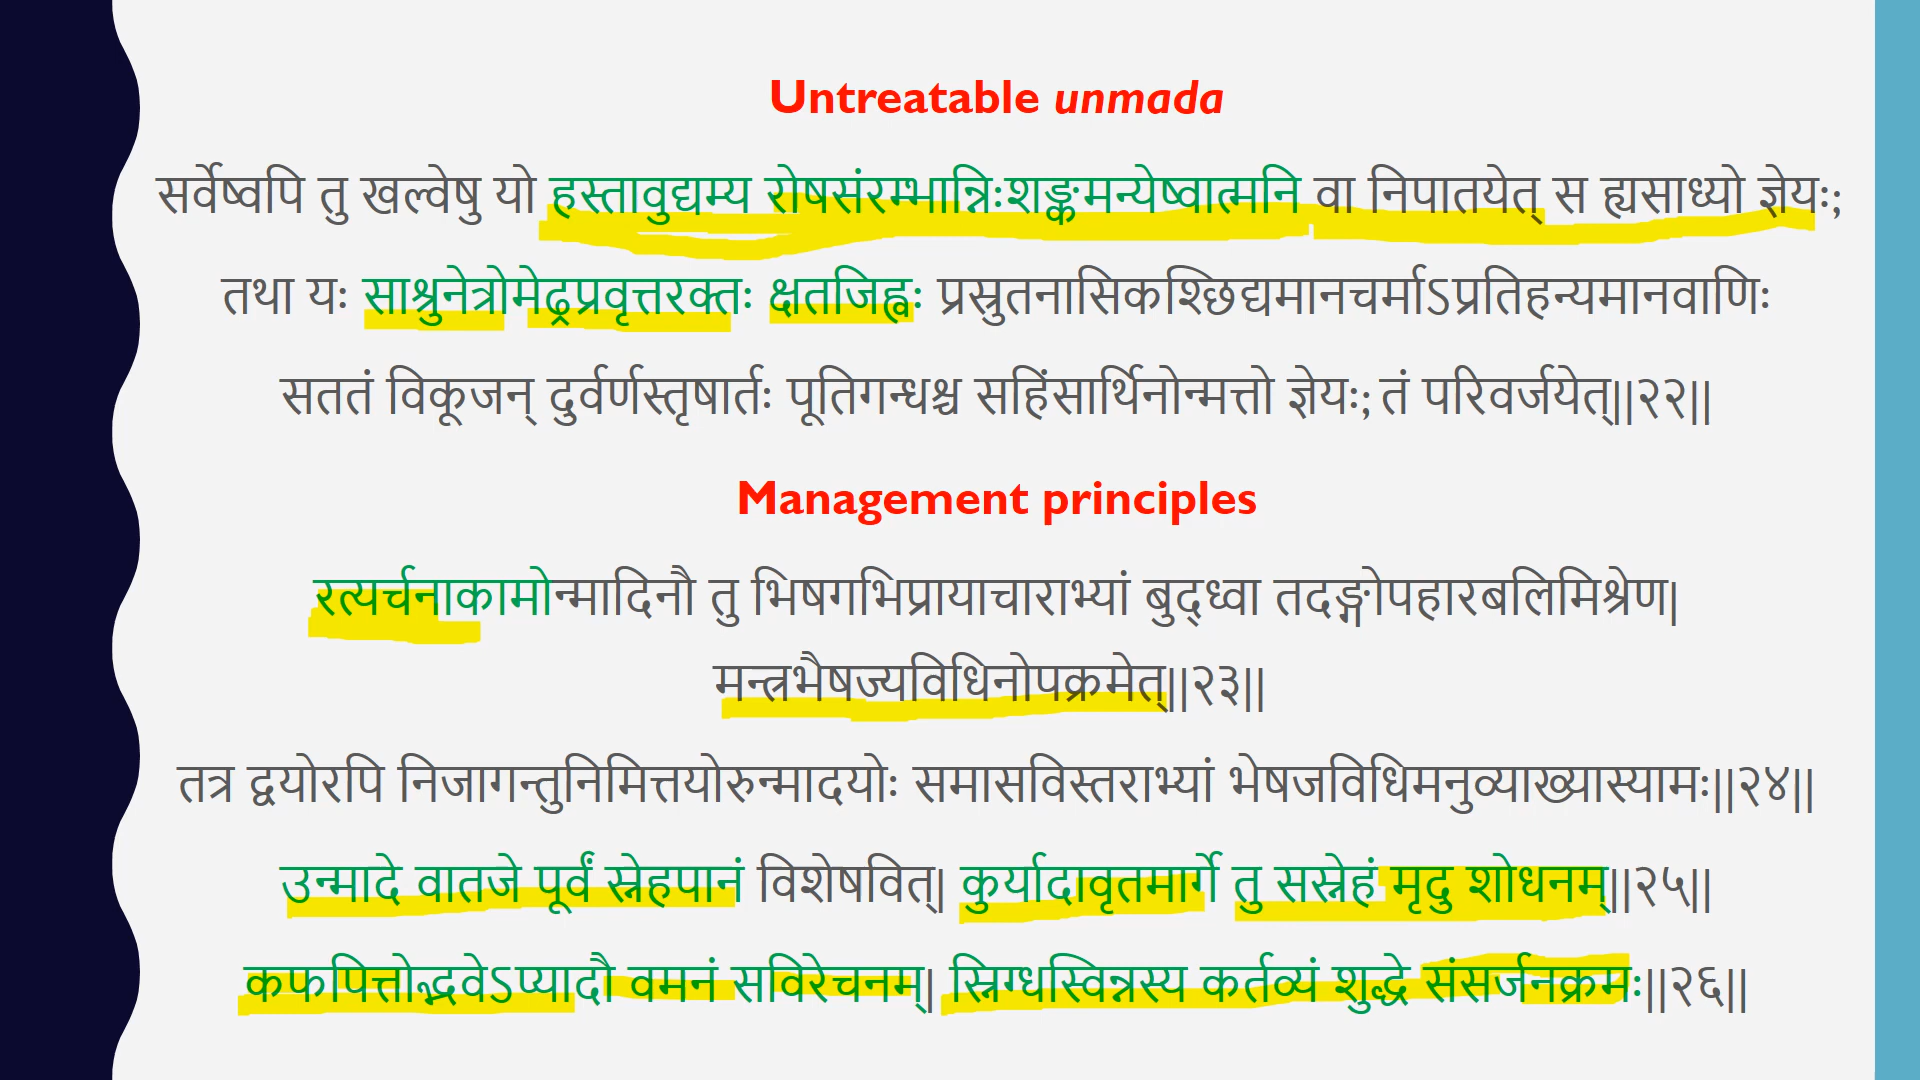 Untreatable unmada
सर्वेष्वपि तु खल्वेषु यो हस्तावुद्यम्य रोषसंरम्भान्निःशङ्कमन्येष्वात्मनि वा निपातयेत् स ह्यसाध्यो ज्ञेयः;
तथा यः साश्रुनेत्रोमेढ्रप्रवृत्तरक्तः क्षतजिह्वः प्रस्रुतनासिकश्छिद्यमानचर्माऽप्रतिहन्यमानवाणिः
सततं विकूजन् दुर्वर्णस्तृषार्तः पूतिगन्धश्च सहिंसार्थिनोन्मत्तो ज्ञेयः; तं परिवर्जयेत्||२२||
Management principles
रत्यर्चनाकामोन्मादिनौ तु भिषगभिप्रायाचाराभ्यां बुद्ध्वा तदङ्गोपहारबलिमिश्रेण|
मन्त्रभैषज्यविधिनोपक्रमेत्||२३||
तत्र द्वयोरपि निजागन्तुनिमित्तयोरुन्मादयोः समासविस्तराभ्यां भेषजविधिमनुव्याख्यास्यामः||२४||
उन्मादे वातजे पूर्वं स्नेहपानं विशेषवित्| कुर्यादावृतमार्गे तु सस्नेहं मृदु शोधनम्||२५||
कफपित्तोद्भवेऽप्यादौ वमनं सविरेचनम्| स्निग्धस्विन्नस्य कर्तव्यं शुद्धे संसर्जनक्रमः||२६||